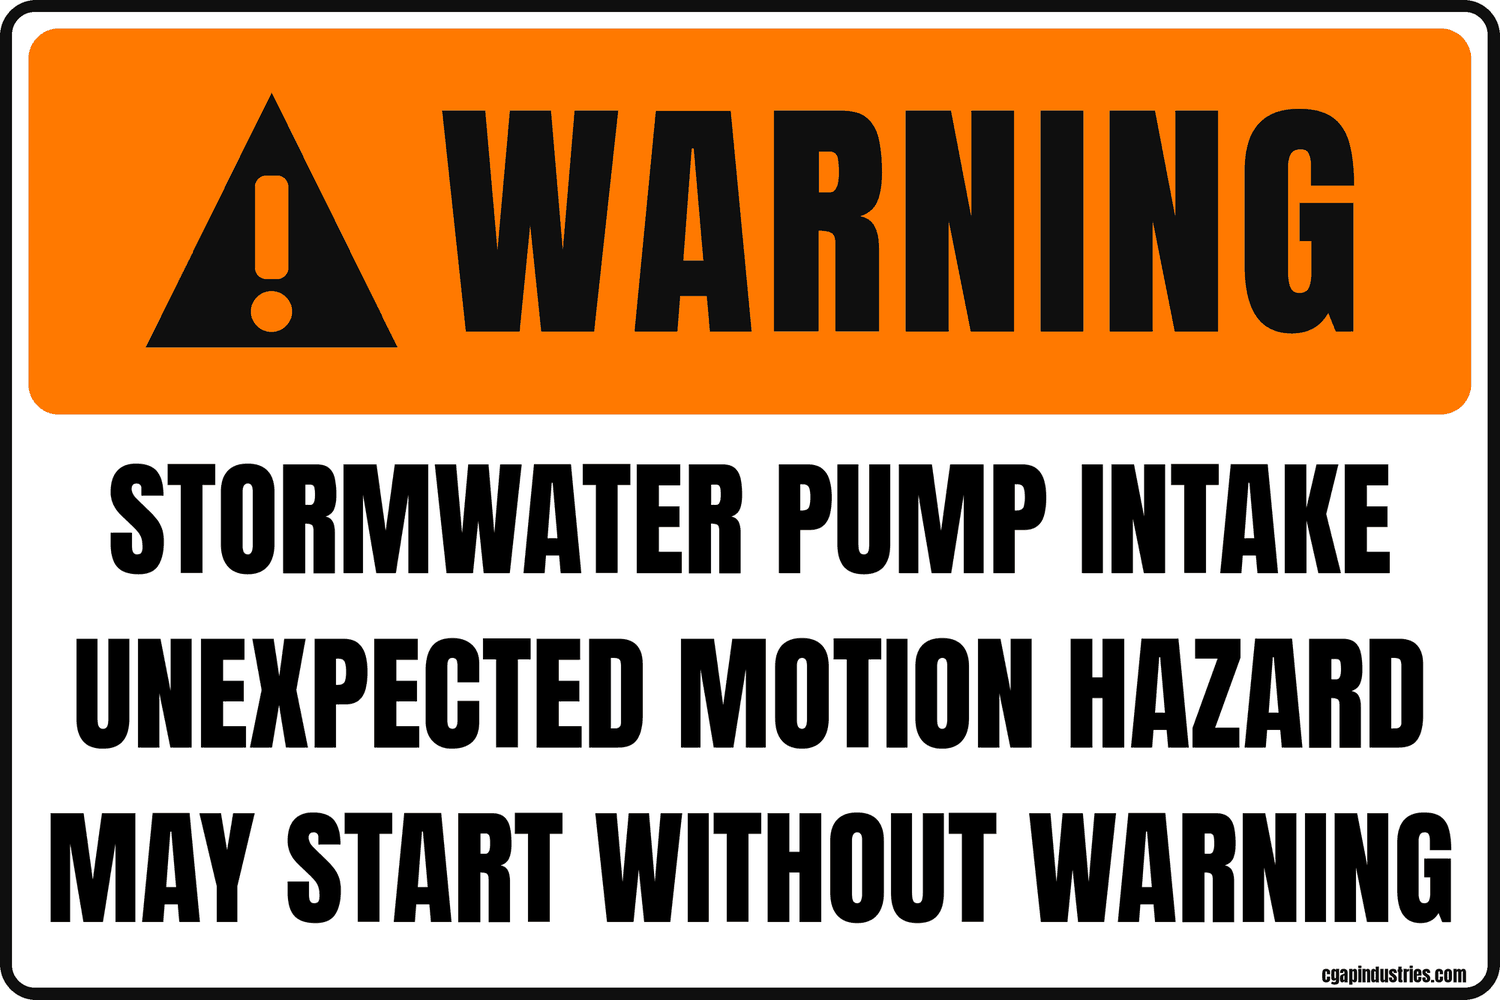 WARNING
STORMWATER PUMP INTAKE
UNEXPECTED MOTION HAZARD
MAY START WITHOUT WARNING
cgapindustries.com